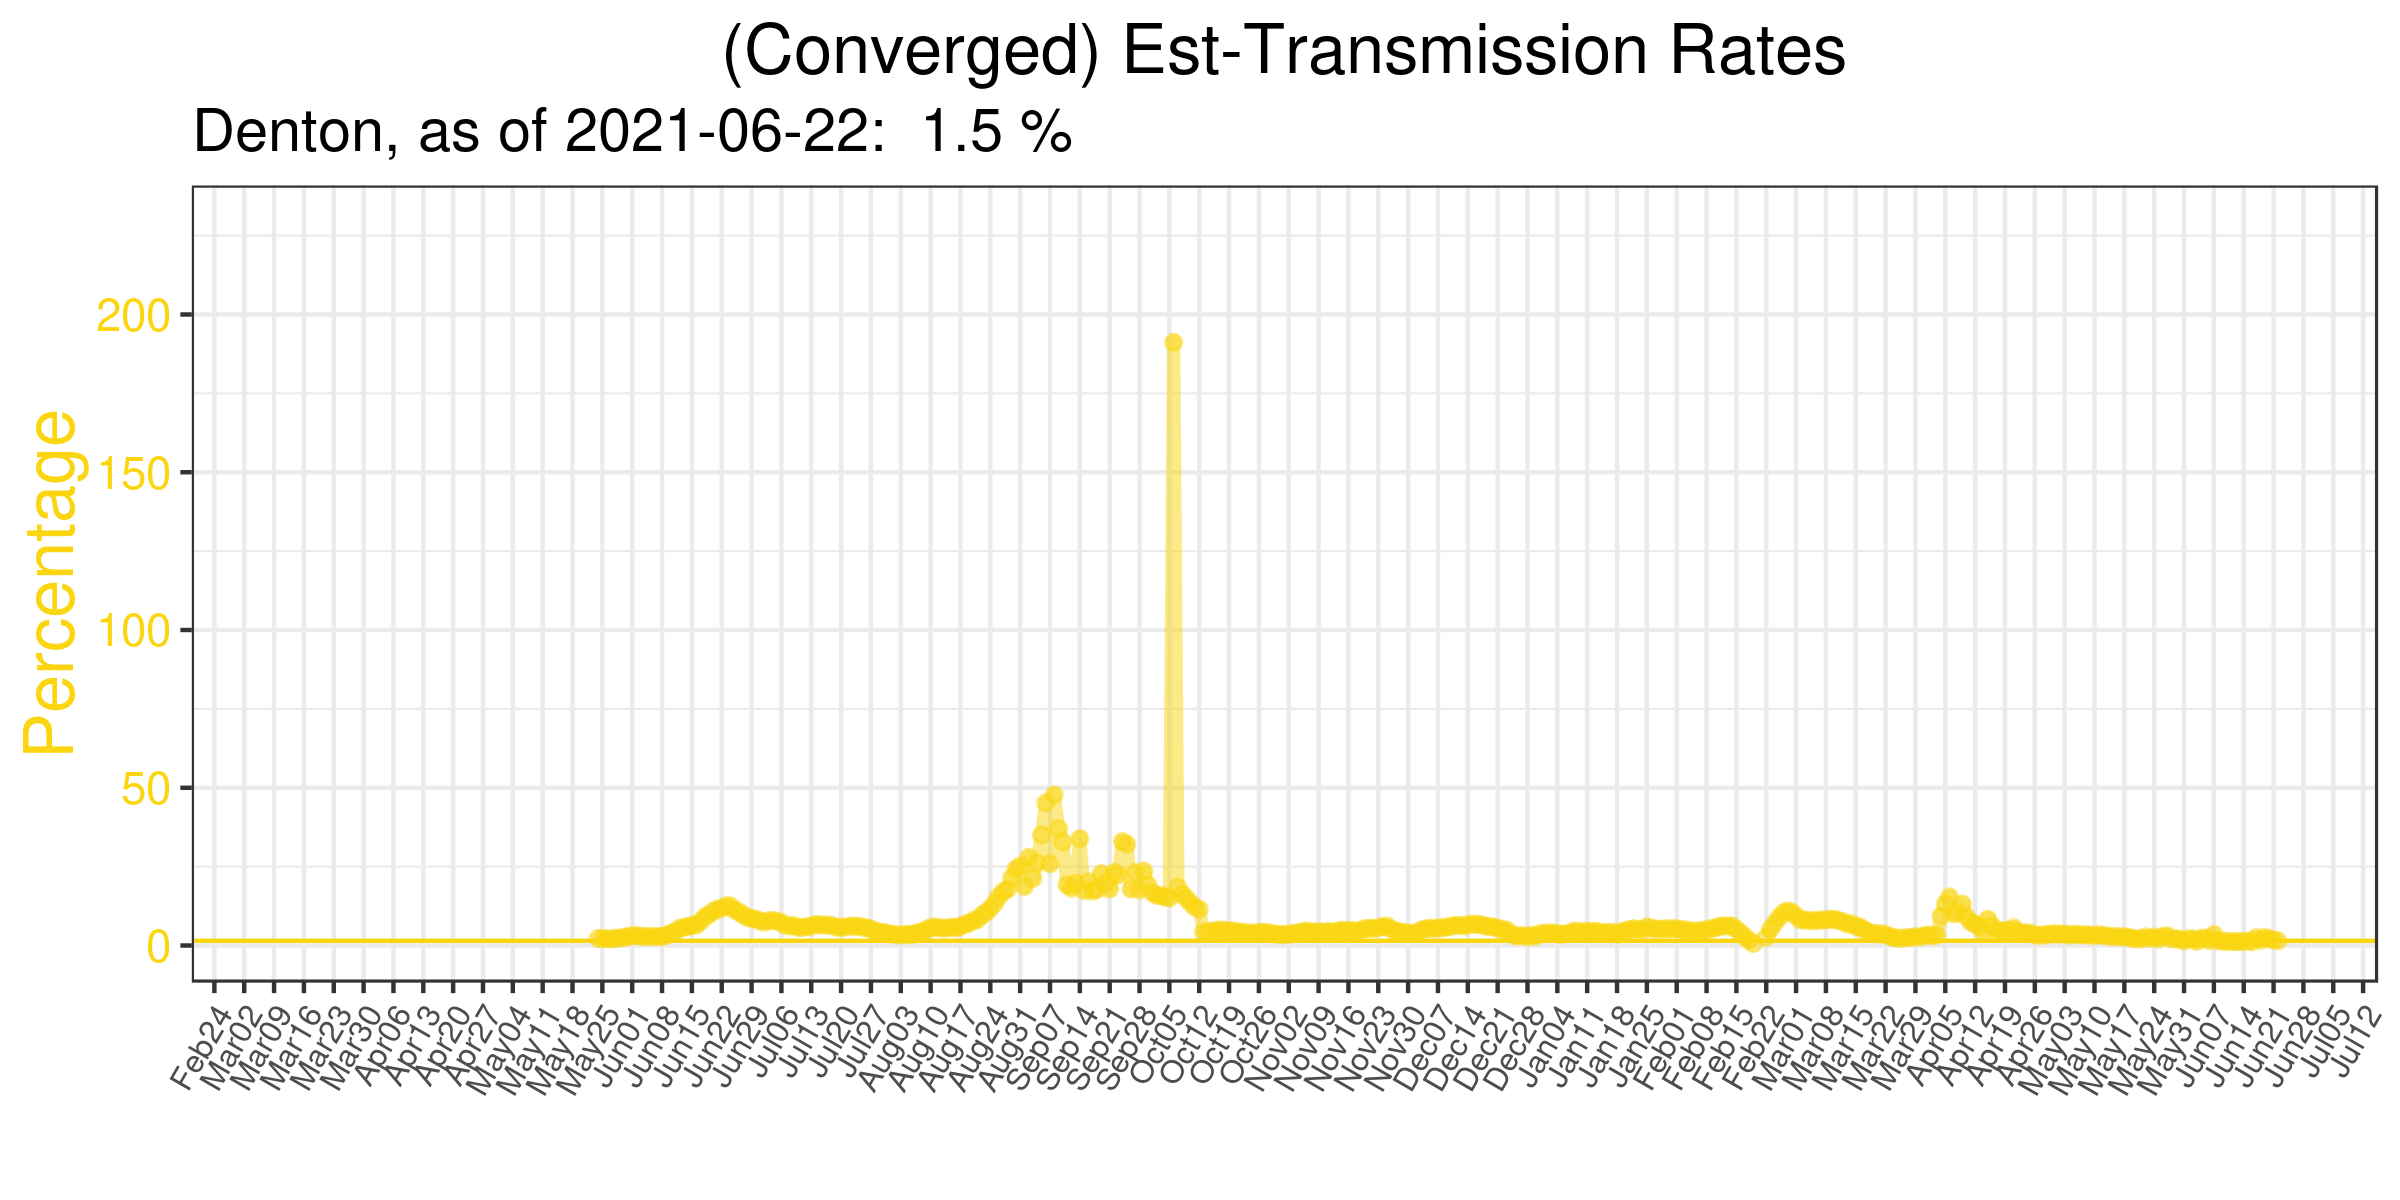 (Converged) Est-Transmission Rates
Denton, as of 2021-06-22: 1.5 %
Percentage
200
150
100
50
0
Feb24
Mar02
Mar09
Mar16
Mar23
Mar30
Apr06
Apr13
Apr20
Apr27
May04
May11
May18
May25
Jun01
Jun08
Jun15
Jun22
Jun29
Jul06
Jul13
Jul20
Jul27
Aug03
Aug10
Aug17
Aug24
Aug31
Sep07
Sep14
Sep21
Sep28
Oct05
Oct12
Oct19
Oct26
Nov02
Nov09
Nov16
Nov23
Nov30
Dec07
Dec14
Dec21
Dec28
Jan04
Jan11
Jan18
Jan25
Feb01
Feb08
Feb15
Feb22
Mar01
Mar08
Mar15
Mar22
Mar29
Apr05
Apr12
Apr19
Apr26
May03
May10
May17
May24
May31
Jun07
Jun14
Jun21
Jun28
Jul05
Jul12